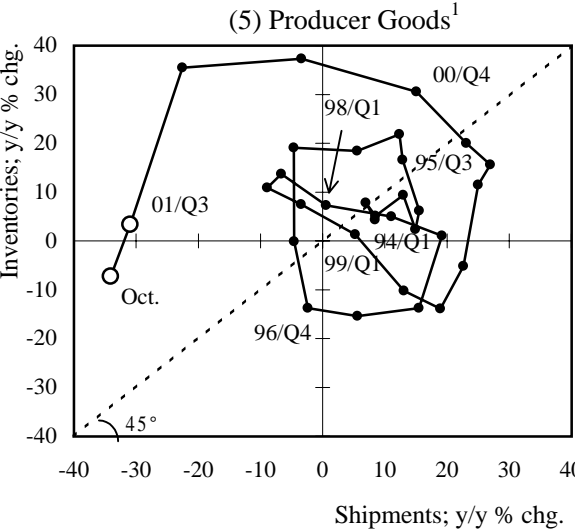 (5) Producer Goods¹
Inventories; y/y % chg.
40
30
20
10
0
-10
-20
-30
-40
00/Q4
98/Q1
95/Q3
01/Q3
94/Q1
99/Q1
Oct.
96/Q4
45°
-40 -30 -20 -10 0 10 20 30 40
Shipments; y/y % chg.